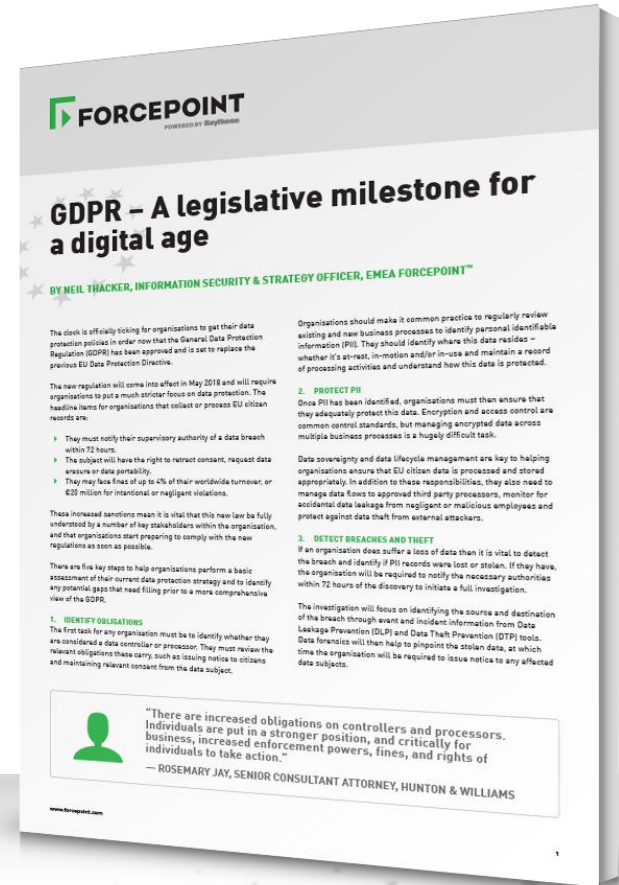 FORCEPOINT
POWERED BY Raytheon
GDPR – A legislative milestone for
a digital age
BY NEIL THACKER, INFORMATION SECURITY & STRATEGY OFFICER, EMEA FORCEPOINT™
The clock is officially ticking for organisations to get their data
protection policies in order now that the General Data Protection
Regulation (GDPR) has been approved and is set to replace the
previous EU Data Protection Directive.
The new regulation will come into effect in May 2018 and will require
organisations to put a much stricter focus on data protection. The
headline items for organisations that collect or process EU citizen
records are:
They must notify their supervisory authority of a data breach
within 72 hours.
The subject will have the right to retract consent, request data
erasure or data portability.
They may face fines of up to 4% of their worldwide turnover, or
€20 million for intentional or negligent violations.
These increased sanctions mean it is vital that this new law be fully
understood by a number of key stakeholders within the organisation,
and that organisations start preparing to comply with the new
regulations as soon as possible.
There are five key steps to help organisations perform a basic
assessment of their current data protection strategy and to identify
any potential gaps that need filling prior to a more comprehensive
view of the GDPR.
1. IDENTIFY OBLIGATIONS
The first task for any organisation must be to identify whether they
are considered a data controller or processor. They must review the
relevant obligations these carry, such as issuing notice to citizens
and maintaining relevant consent from the data subject.
Organisations should make it common practice to regularly review
existing and new business processes to identify personal identifiable
information (PII). They should identify where this data resides –
whether it's at-rest, in-motion and/or in-use and maintain a record
of processing activities and understand how this data is protected.
2. PROTECT PII
Once PII has been identified, organisations must then ensure that
they adequately protect this data. Encryption and access control are
common control standards, but managing encrypted data across
multiple business processes is a hugely difficult task.
Data sovereignty and data lifecycle management are key to helping
organisations ensure that EU citizen data is processed and stored
appropriately. In addition to these responsibilities, they also need to
manage data flows to approved third party processors, monitor for
accidental data leakage from negligent or malicious employees and
protect against data theft from external attackers.
3. DETECT BREACHES AND THEFT
If an organisation does suffer a loss of data then it is vital to detect
the breach and identify if PII records were lost or stolen. If they have,
the organisation will be required to notify the necessary authorities
within 72 hours of the discovery to initiate a full investigation.
The investigation will focus on identifying the source and destination
of the breach through event and incident information from Data
Leakage Prevention (DLP) and Data Theft Prevention (DTP) tools.
Data forensics will then help to pinpoint the stolen data, at which
time the organisation will be required to issue notice to any affected
data subjects.
"There are increased obligations on controllers and processors.
Individuals are put in a stronger position, and critically for
business, increased enforcement powers, fines, and rights of
individuals to take action."
— ROSEMARY JAY, SENIOR CONSULTANT ATTORNEY, HUNTON & WILLIAMS
www.forcepoint.com
1